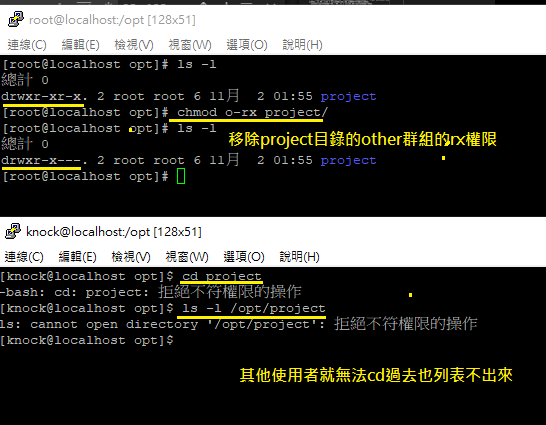 root@localhost:/opt [128x51]
連線(C) 編輯(E) 檢視(V) 視窗(W) 選項(O) 說明(H)
[root@localhost opt]# ls -l
總計 0
drwxr-xr-x. 2 root root 6 11月  2 01:55 project
[root@localhost opt]# chmod o-rx project/
[root@localhost opt]# ls -l
總計 0
移除project目錄的other群組的rx權限
drwxr-x---. 2 root root 6 11月  2 01:55 project
[root@localhost opt]#
knock@localhost:/opt [128x51]
連線(C) 編輯(E) 檢視(V) 視窗(W) 選項(O) 說明(H)
[knock@localhost opt]$ cd project
-bash: cd: project: 拒絕不符權限的操作
[knock@localhost opt]$ ls -l /opt/project
ls: cannot open directory '/opt/project': 拒絕不符權限的操作
[knock@localhost opt]$
其他使用者就無法cd過去也列表不出來